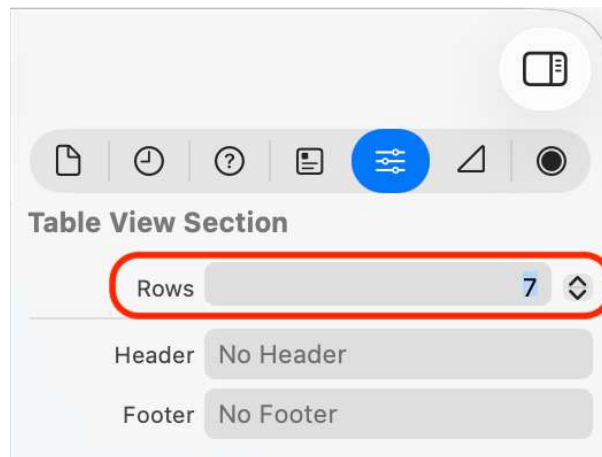 Table View Section
Rows 7
Header No Header
Footer No Footer